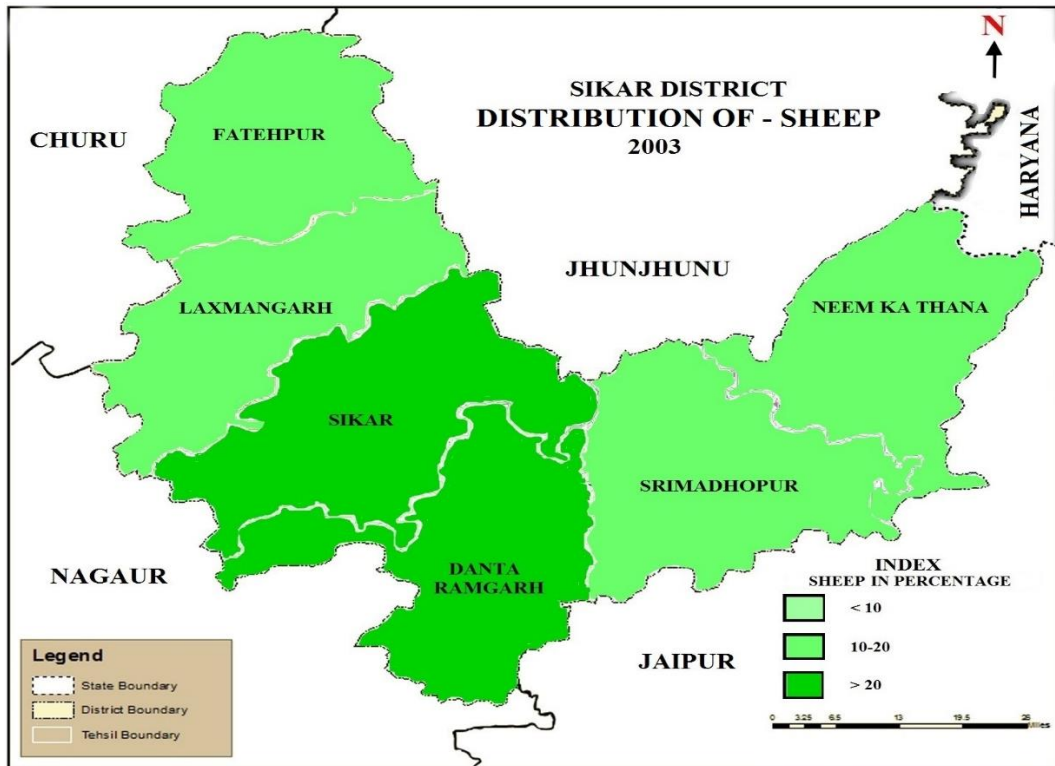 N
SIKAR DISTRICT
DISTRIBUTION OF - SHEEP
2003
CHURU
FATEHPUR
HARYANA
JHUNJHUNU
LAXMANGARH
NEEM KA THANA
SIKAR
SRIMADHOPUR
NAGAUR
DANTA
RAMGARH
JAIPUR
INDEX
SHEEP IN PERCENTAGE
< 10
10-20
> 20
Legend
State Boundary
District Boundary
Tehsil Boundary
0 3.25 6.5 13 19.5 26
Miles